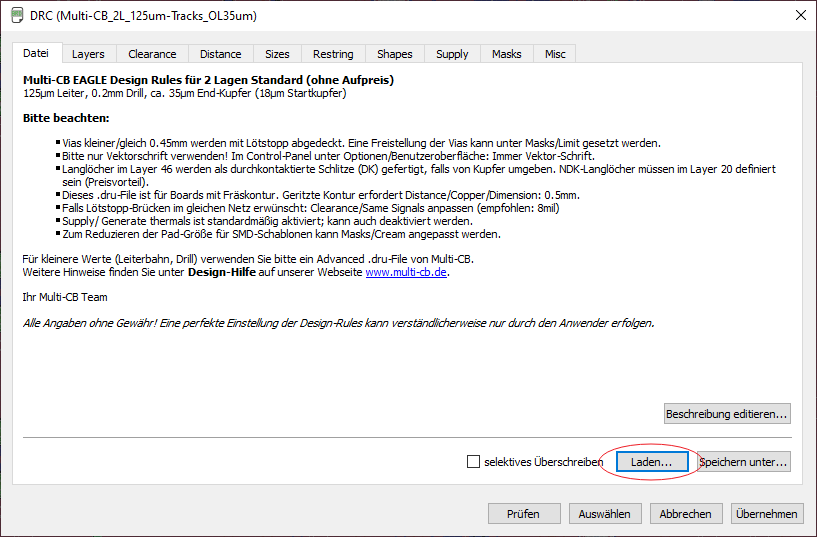 DRC (Multi-CB_2L_125um-Tracks_OL35um)
Datei Layers Clearance Distance Sizes Restring Shapes Supply Masks Misc
Multi-CB EAGLE Design Rules für 2 Lagen Standard (ohne Aufpreis)
125µm Leiter, 0.2mm Drill, ca. 35µm End-Kupfer (18µm Startkupfer)
Bitte beachten:
Vias kleiner/gleich 0.45mm werden mit Lötstopp abgedeckt. Eine Freistellung der Vias kann unter Masks/Limit gesetzt werden.
Bitte nur Vektorschrift verwenden! Im Control-Panel unter Optionen/Benutzeroberfläche: Immer Vektor-Schrift.
Langlöcher im Layer 46 werden als durchkontaktierte Schlitze (DK) gefertigt, falls von Kupfer umgeben. NDK-Langlöcher müssen im Layer 20 definiert
sein (Preisvorteil).
Dieses .dru-File ist für Boards mit Fräskontur. Geritzte Kontur erfordert Distance/Copper/Dimension: 0.5mm.
Falls Lötstopp-Brücken im gleichen Netz erwünscht: Clearance/Same Signals anpassen (empfohlen: 8mil)
Supply/ Generate thermals ist standardmäßig aktiviert; kann auch deaktiviert werden.
Zum Reduzieren der Pad-Größe für SMD-Schablonen kann Masks/Cream angepasst werden.
Für kleinere Werte (Leiterbahn, Drill) verwenden Sie bitte ein Advanced .dru-File von Multi-CB.
Weitere Hinweise finden Sie unter Design-Hilfe auf unserer Webseite www.multi-cb.de.
Ihr Multi-CB Team
Alle Angaben ohne Gewähr! Eine perfekte Einstellung der Design-Rules kann verständlicherweise nur durch den Anwender erfolgen.
Beschreibung editieren...
selektives Überschreiben Laden... Speichern unter...
Prüfen Auswählen Abbrechen Übernehmen